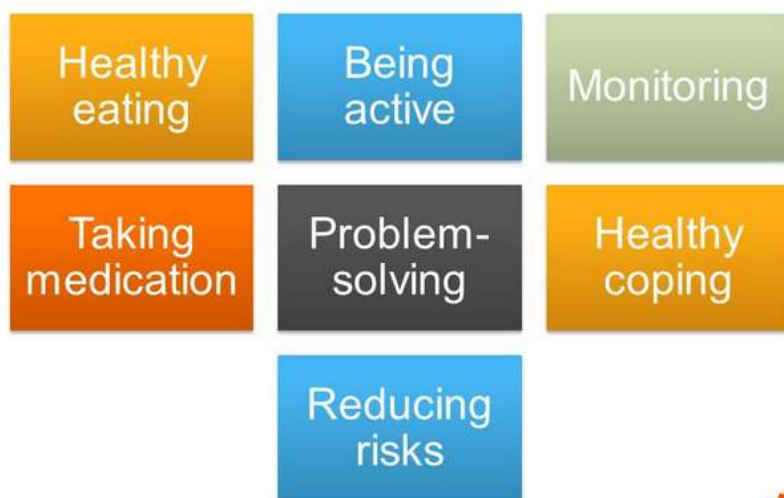 Healthy
eating
Being
active
Monitoring
Taking
medication
Problem-
solving
Healthy
coping
Reducing
risks